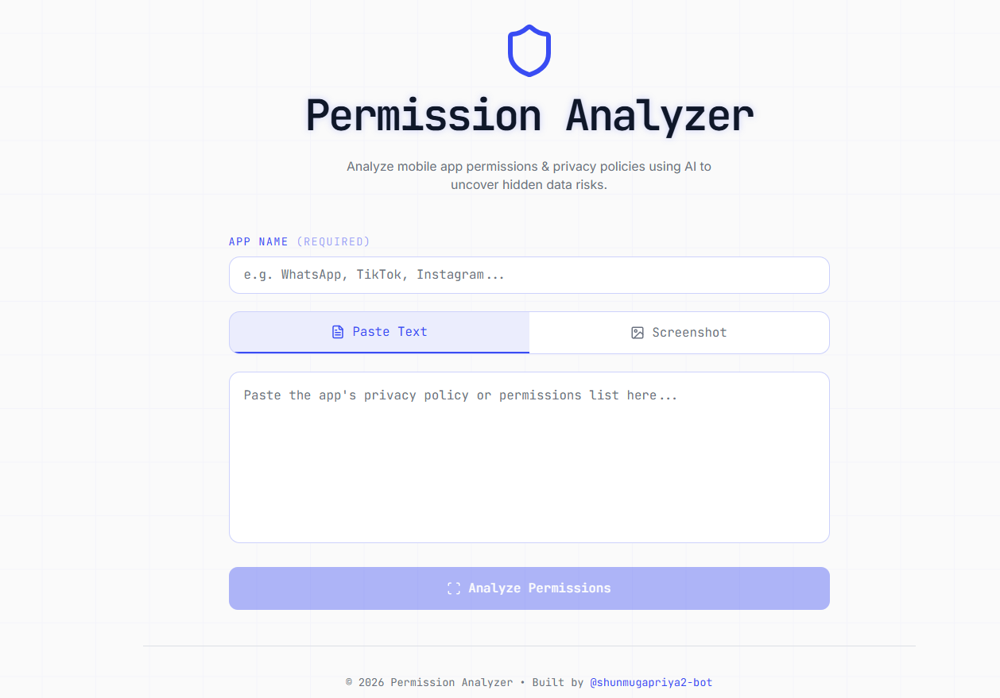 Permission Analyzer
Analyze mobile app permissions & privacy policies using AI to
uncover hidden data risks.
APP NAME (REQUIRED)
e.g. WhatsApp, TikTok, Instagram...
Paste Text
Screenshot
Paste the app's privacy policy or permissions list here...
Analyze Permissions
© 2026 Permission Analyzer • Built by @shunmugapriya2-bot